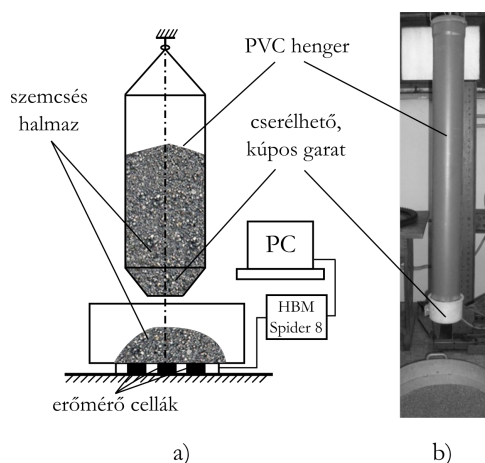 PVC henger
szemcsés
halmaz
cserélhető,
kúpos garat
PC
HBM
Spider 8
erőmérő cellák
a)
b)